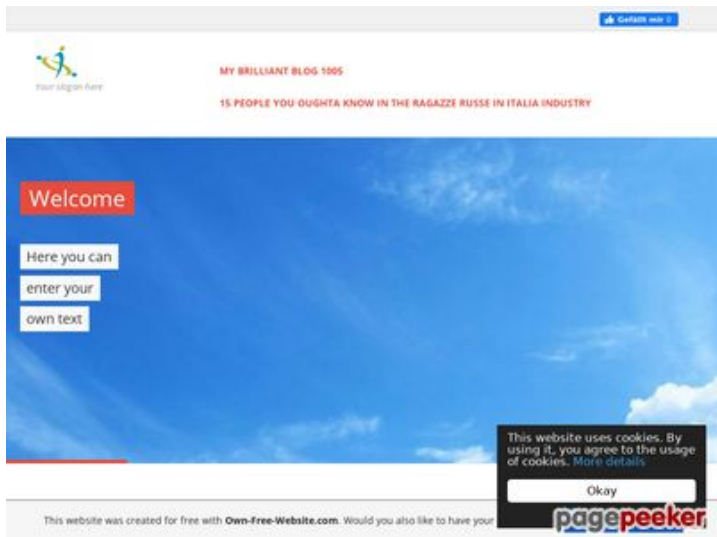 Gefällt mir 0
Your slogan here
MY BRILLIANT BLOG 1005
15 PEOPLE YOU OUGHTA KNOW IN THE RAGAZZE RUSSE IN ITALIA INDUSTRY
Welcome
Here you can
enter your
own text
This website uses cookies. By
using it, you agree to the usage
of cookies. More details
Okay
This website was created for free with Own-Free-Website.com. Would you also like to have your
pagepeeker